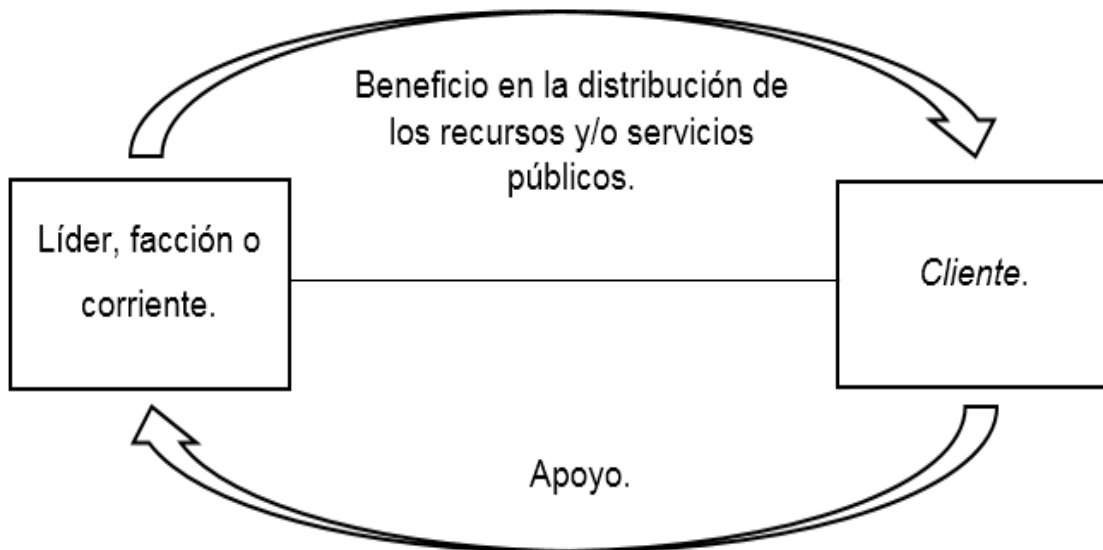 Beneficio en la distribución de
los recursos y/o servicios
públicos.
Líder, facción o
corriente.
Cliente.
Apoyo.